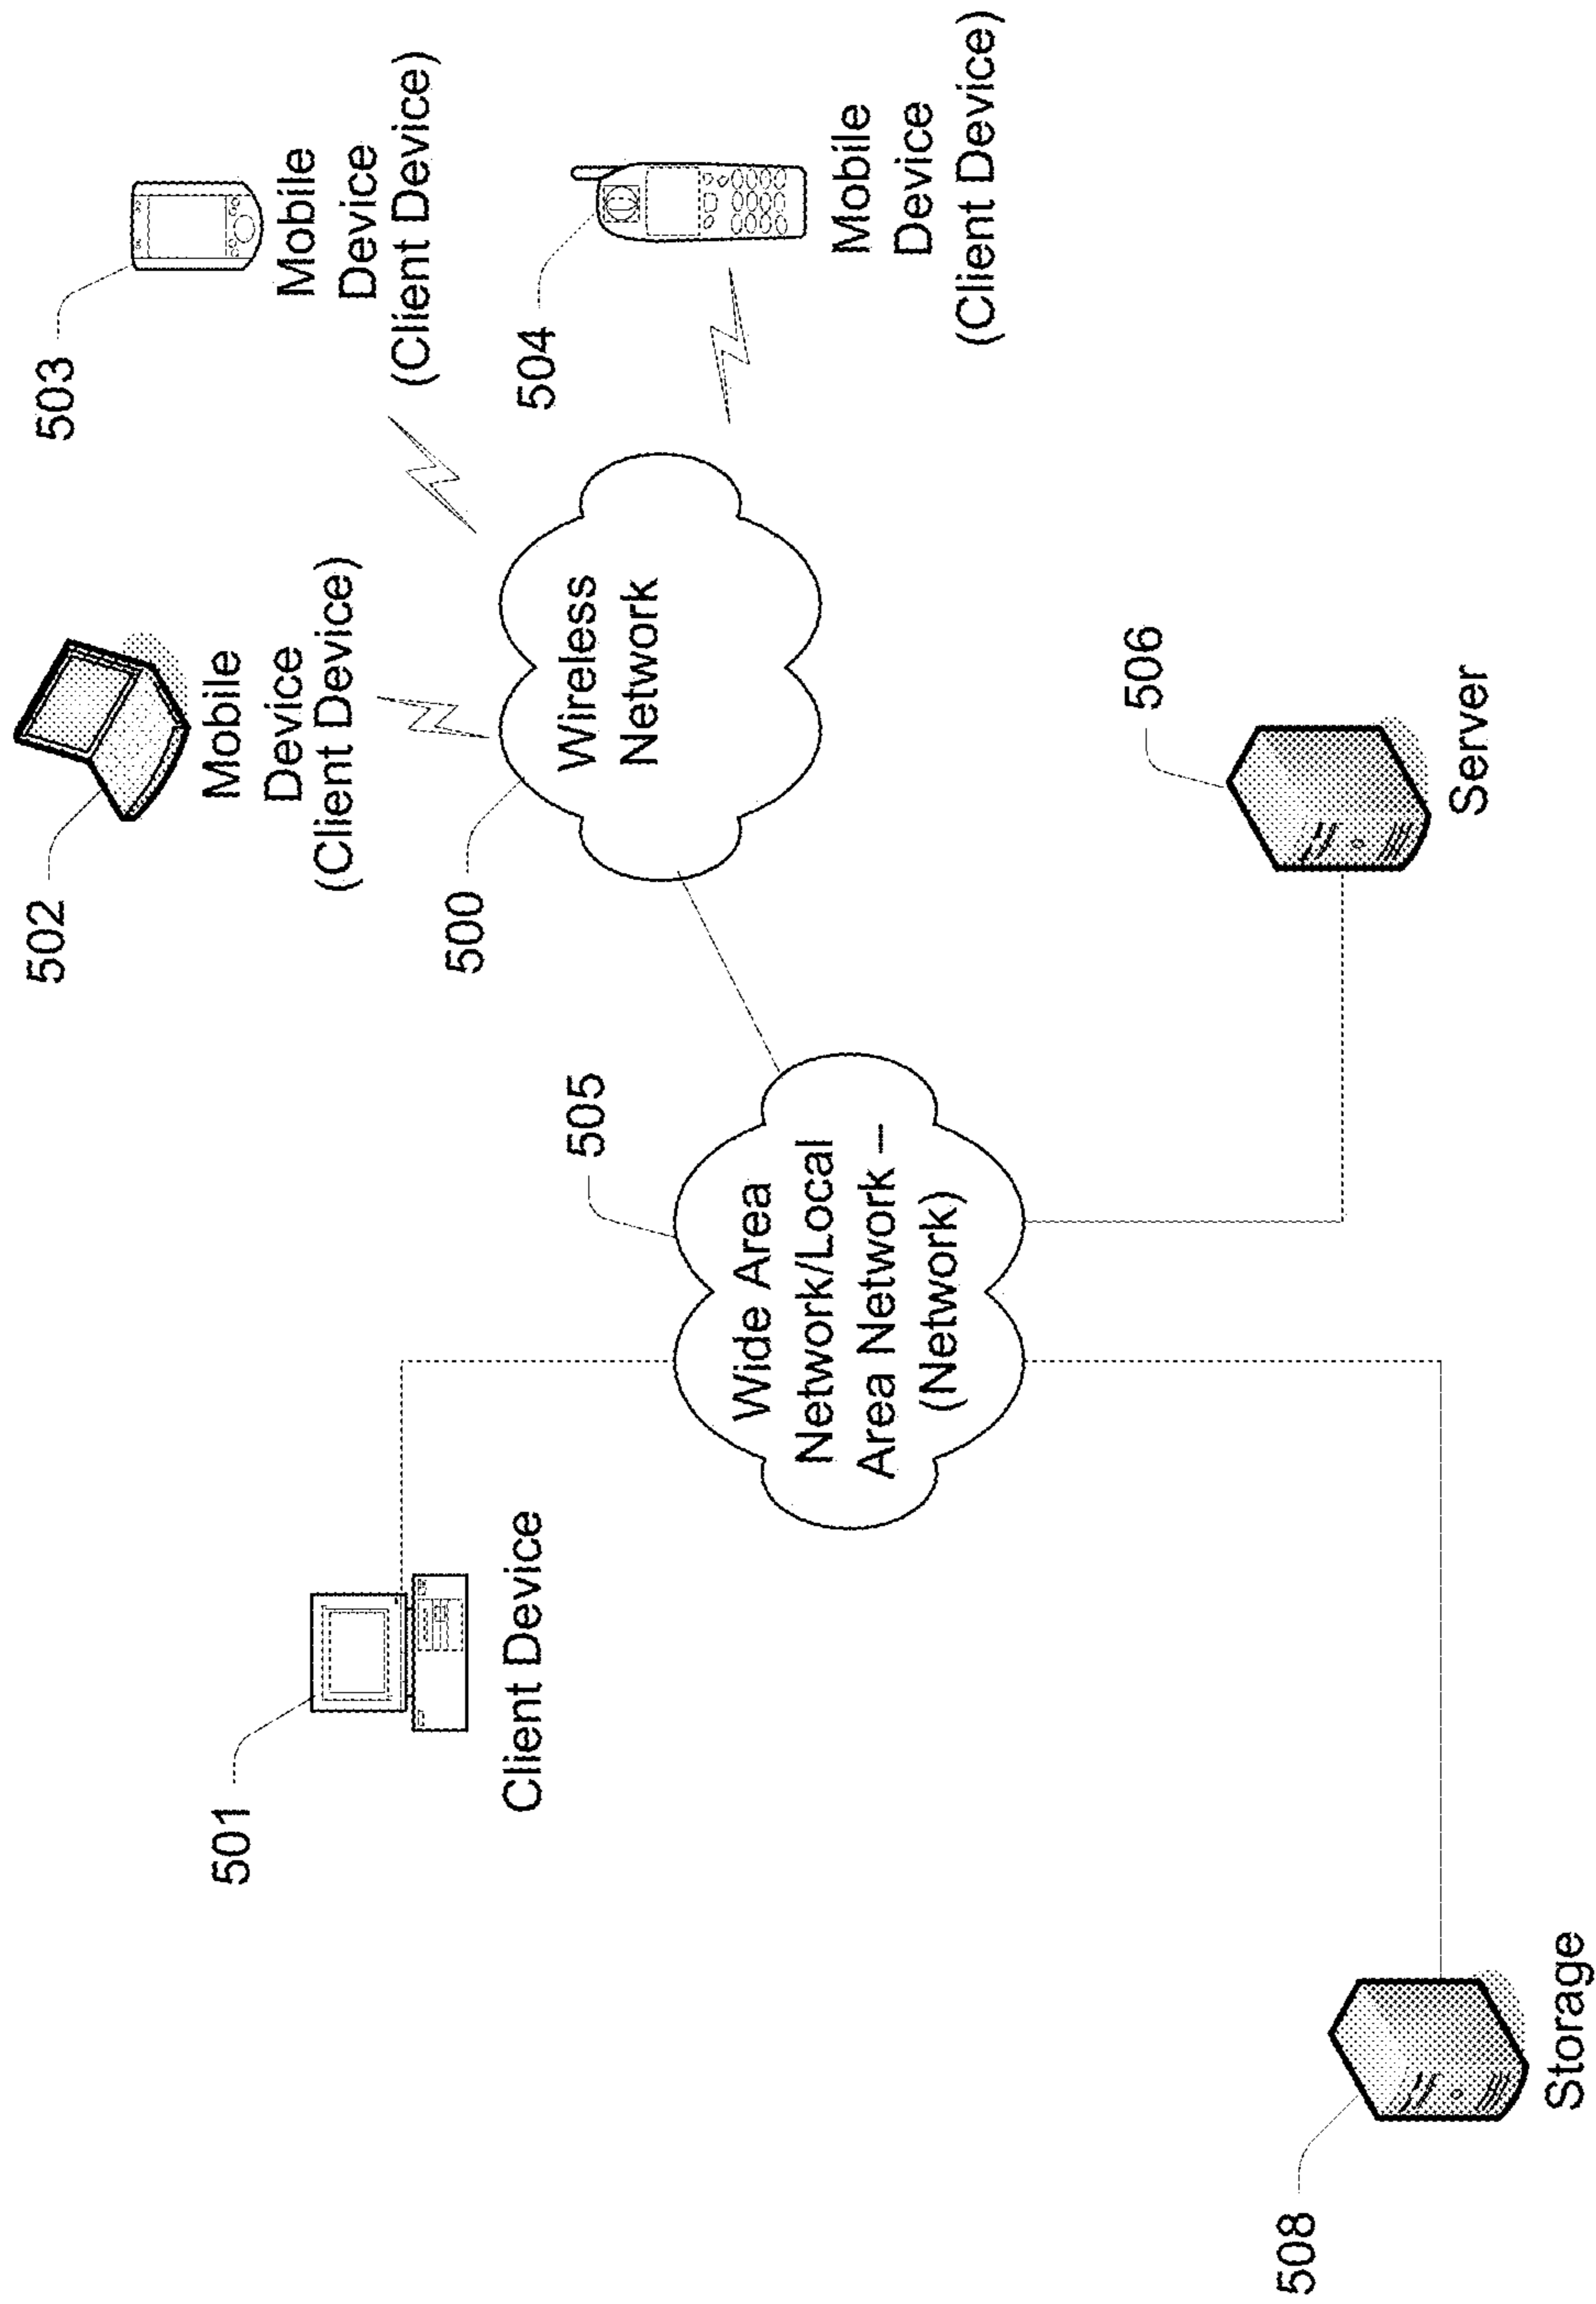 502
Mobile
Device
(Client Device)
503
Mobile
Device
(Client Device)
501
Client Device
500
Wireless
Network
504
Mobile
Device
(Client Device)
505
Wide Area
Network/Local
Area Network –
(Network)
506
Server
508
Storage